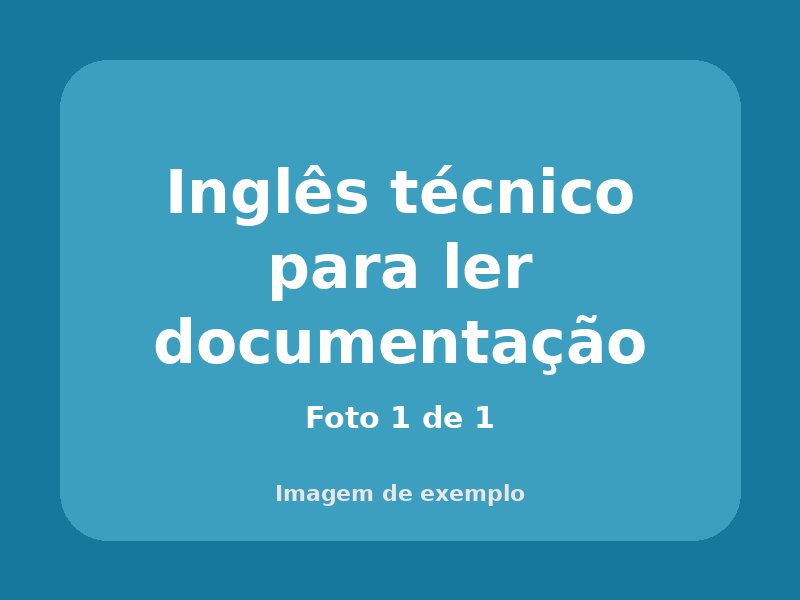 Inglês técnico
para ler
documentação
Foto 1 de 1
Imagem de exemplo